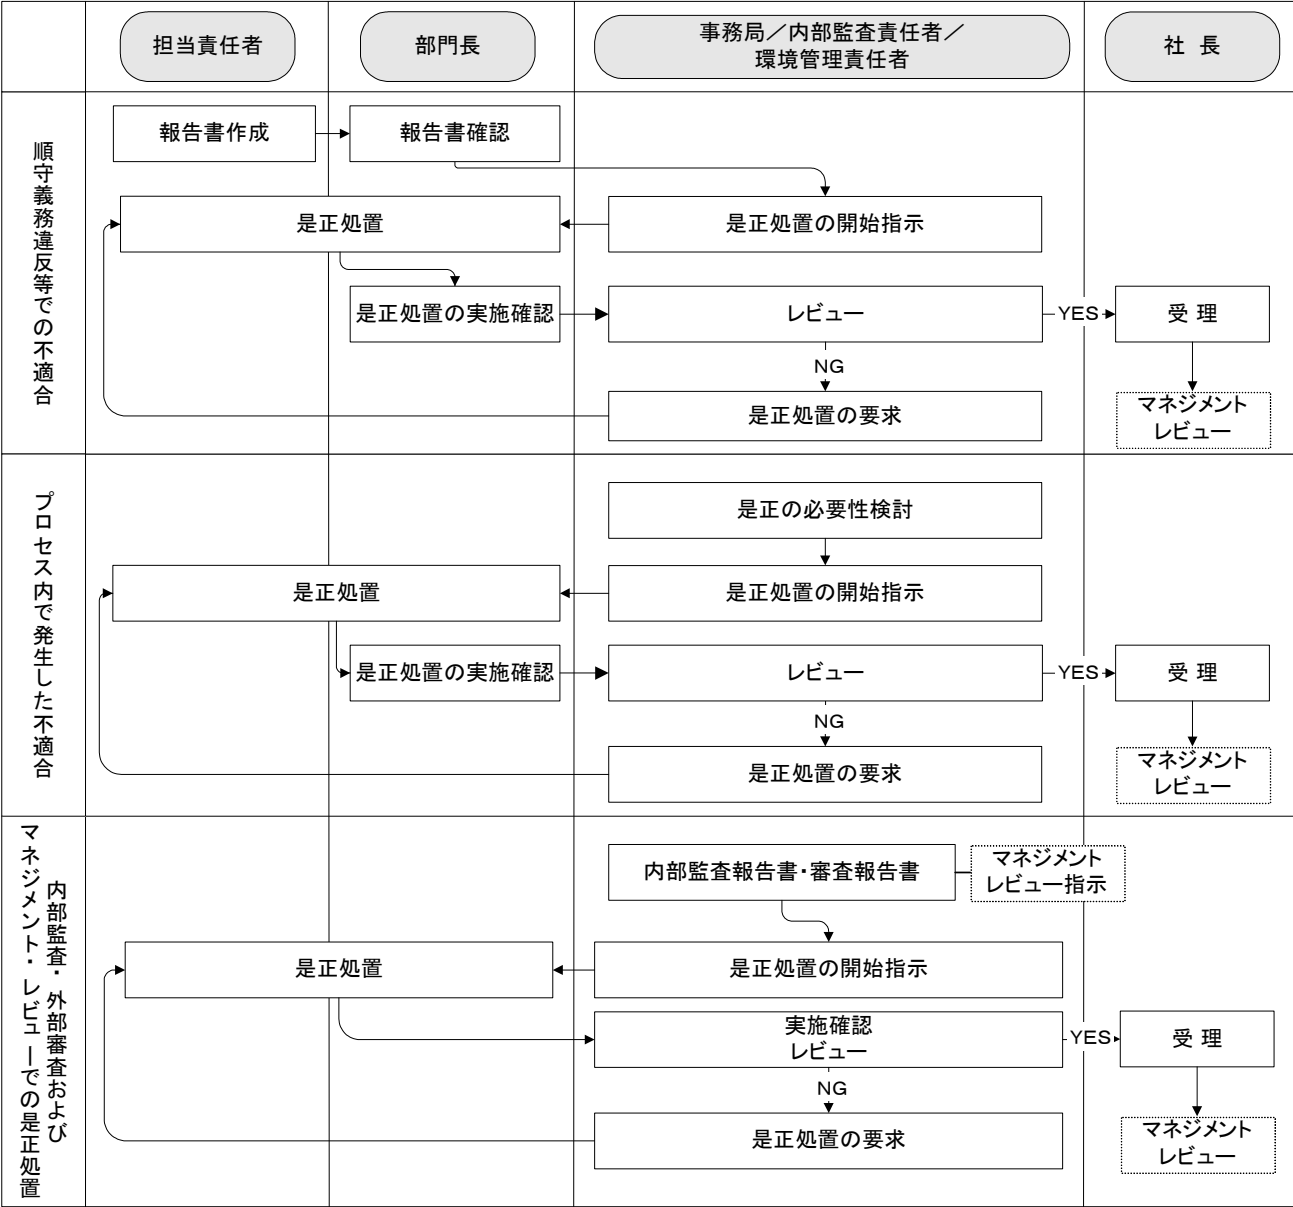 担当責任者
部門長
事務局／内部監査責任者／
環境管理責任者
社 長
順守義務違反等での不適合
報告書作成
報告書確認
是正処置
是正処置の開始指示
是正処置の実施確認
レビュー
YES
受 理
NG
是正処置の要求
マネジメント
レビュー
プロセス内で発生した不適合
是正の必要性検討
是正処置
是正処置の開始指示
是正処置の実施確認
レビュー
YES
受 理
NG
是正処置の要求
マネジメント
レビュー
内部監査・外部審査および
マネジメント・レビューでの是正処置
内部監査報告書・審査報告書
マネジメント
レビュー指示
是正処置
是正処置の開始指示
実施確認
レビュー
YES
受 理
NG
是正処置の要求
マネジメント
レビュー